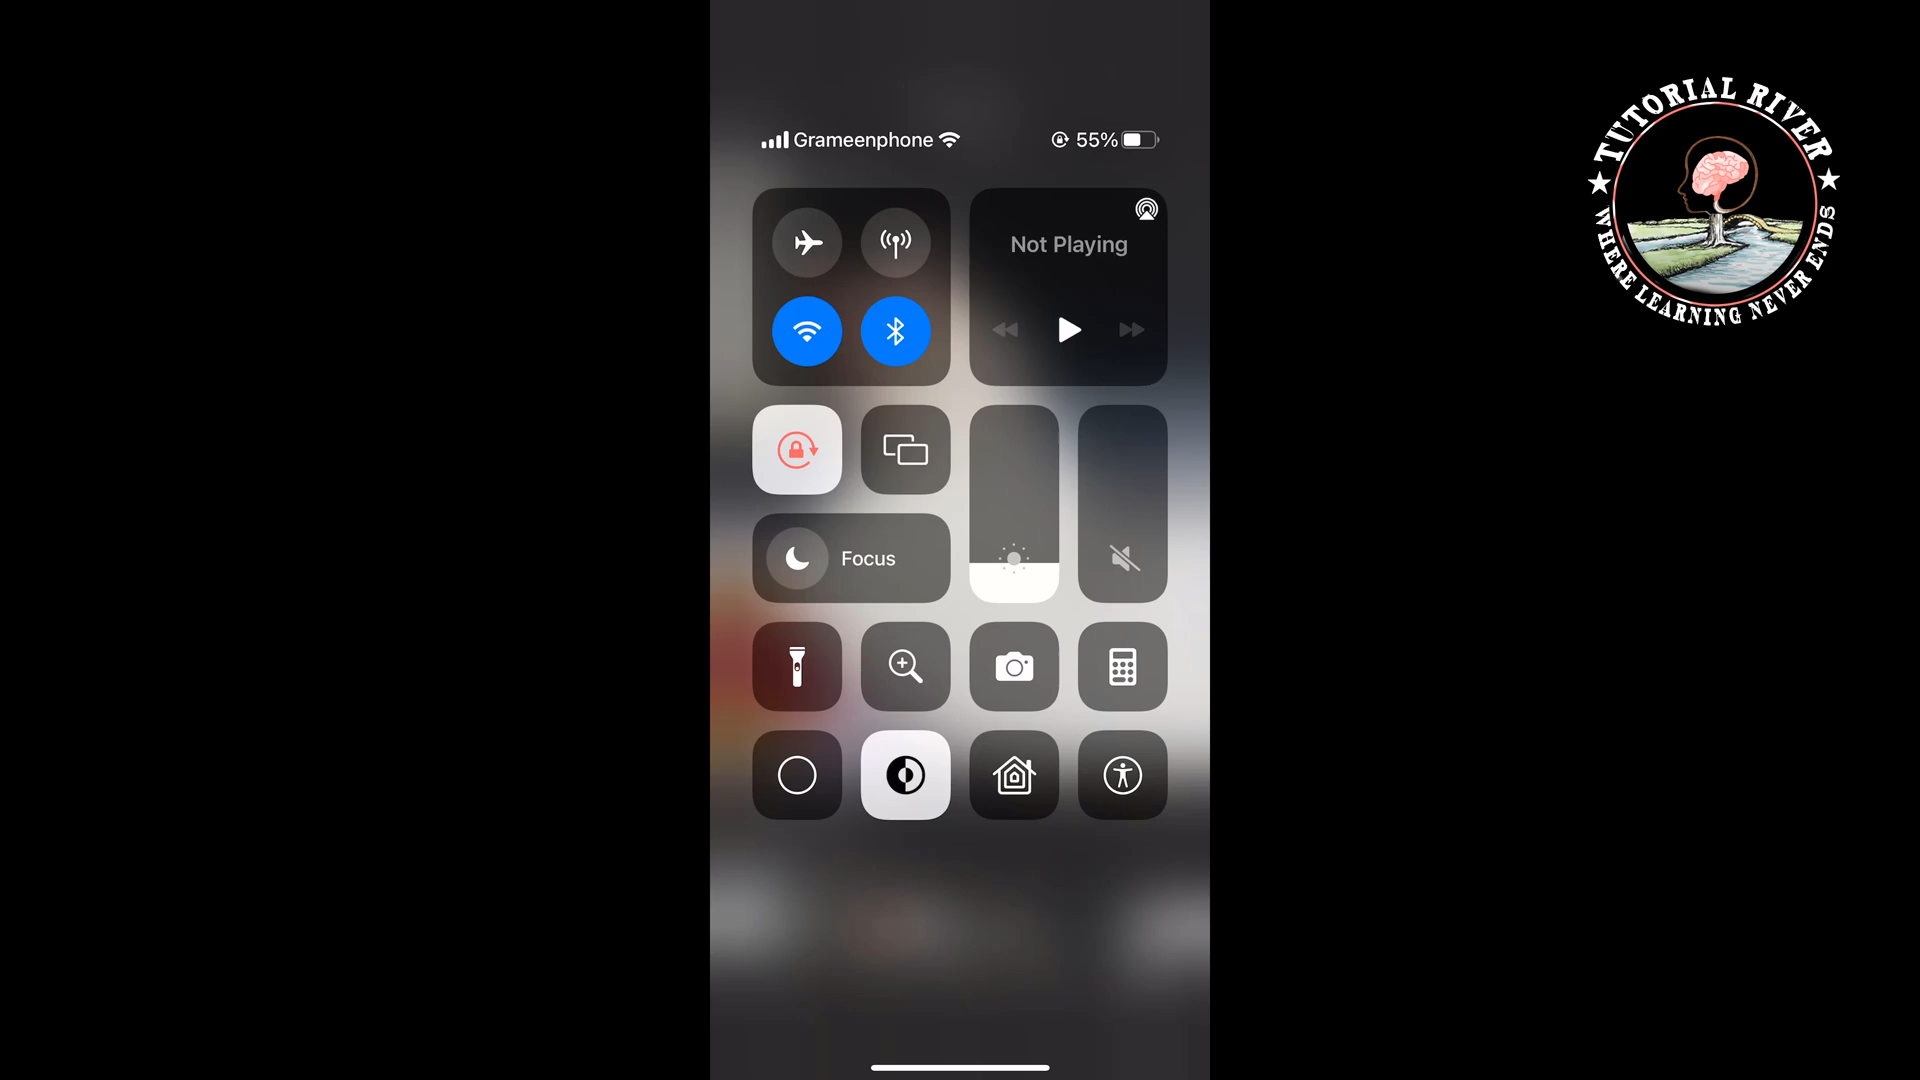 Grameenphone 55%
Not Playing
Focus
TUTORIAL RIVER
WHERE LEARNING NEVER ENDS